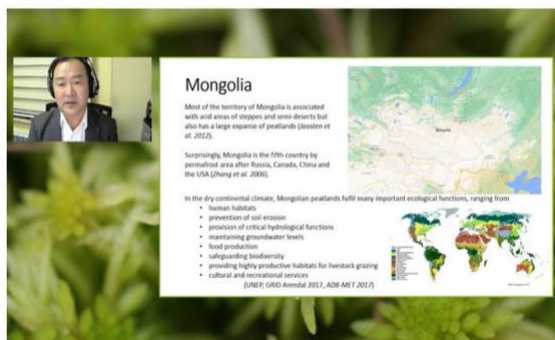 Mongolia
Most of the territory of Mongolia is associated
with arid areas of steppes and semi-deserts but
also has a large expanse of peatlands (Joosten et
al. 2012).
Surprisingly, Mongolia is the fifth country by
permafrost area after Russia, Canada, China and
the USA (Zhang et al. 2006).
In the dry continental climate, Mongolian peatlands fulfil many important ecological functions, ranging from
• human habitats
• prevention of soil erosion
• provision of critical hydrological functions
• maintaining groundwater levels
• food production
• safeguarding biodiversity
• providing highly productive habitats for livestock grazing
• cultural and recreational services
(UNEP, GRID Arendal 2017, ADB-MET 2017)